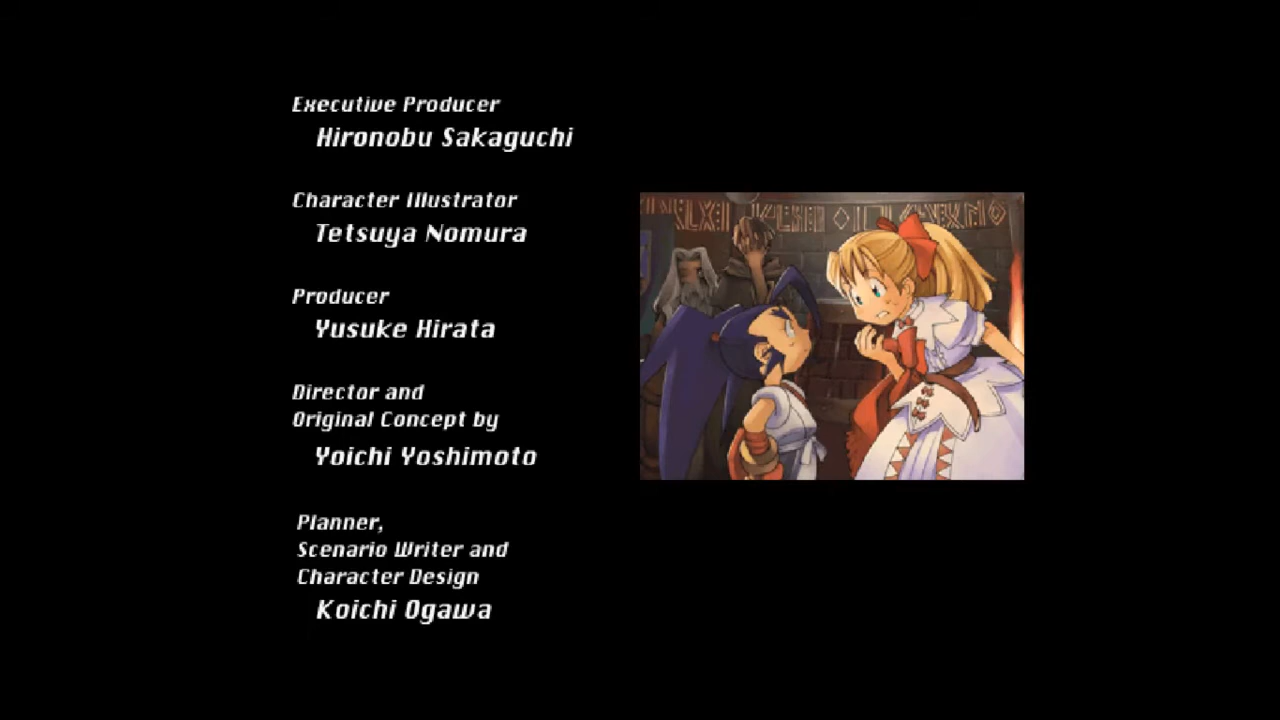 Executive Producer
Hironobu Sakaguchi
Character Illustrator
Tetsuya Nomura
Producer
Yusuke Hirata
Director and
Original Concept by
Yoichi Yoshimoto
Planner,
Scenario Writer and
Character Design
Koichi Ogawa